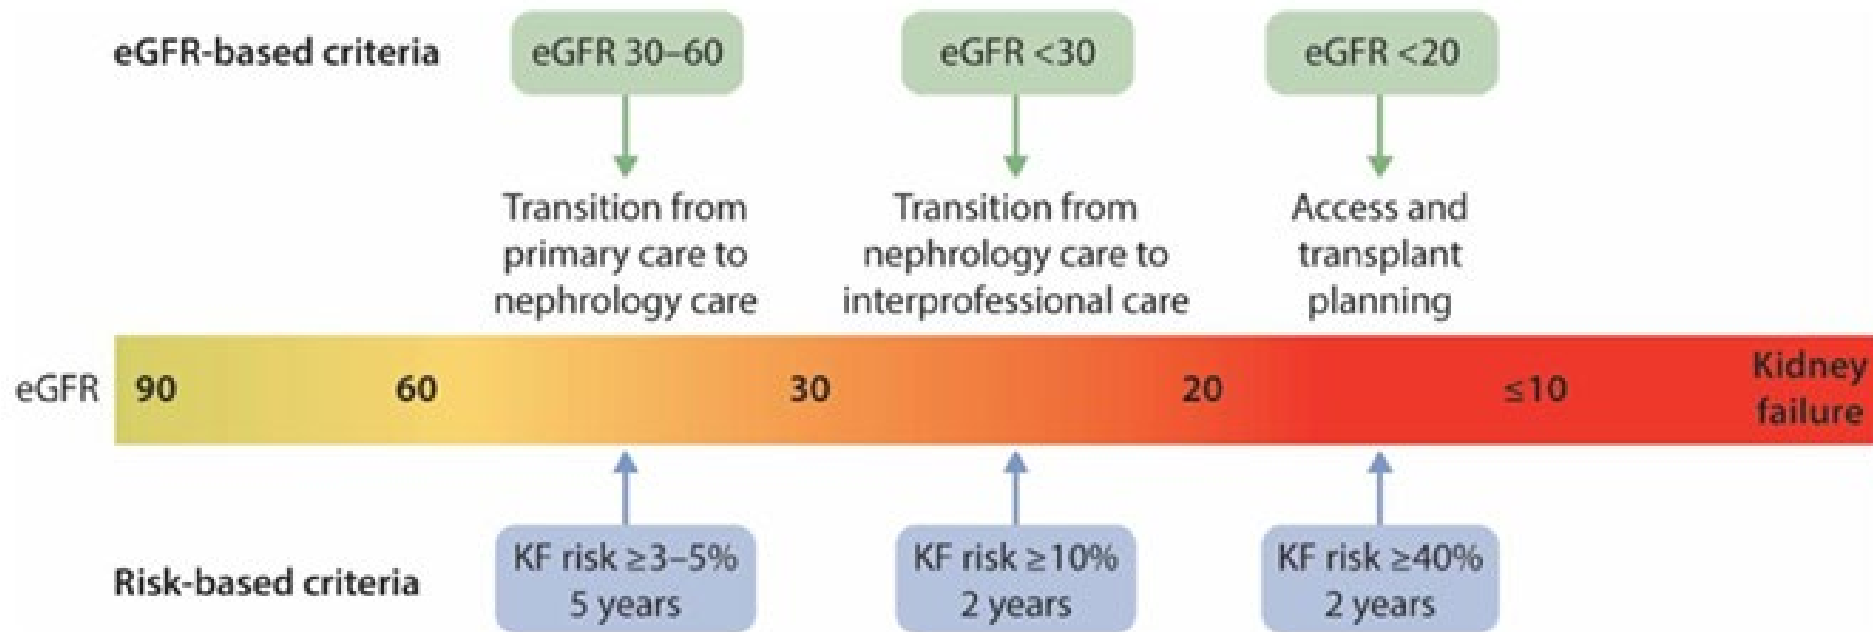 eGFR-based criteria
eGFR 30–60
eGFR <30
eGFR <20
Transition from
primary care to
nephrology care
Transition from
nephrology care to
interprofessional care
Access and
transplant
planning
eGFR
90
60
30
20
≤10
Kidney
failure
Risk-based criteria
KF risk ≥3–5%
5 years
KF risk ≥10%
2 years
KF risk ≥40%
2 years